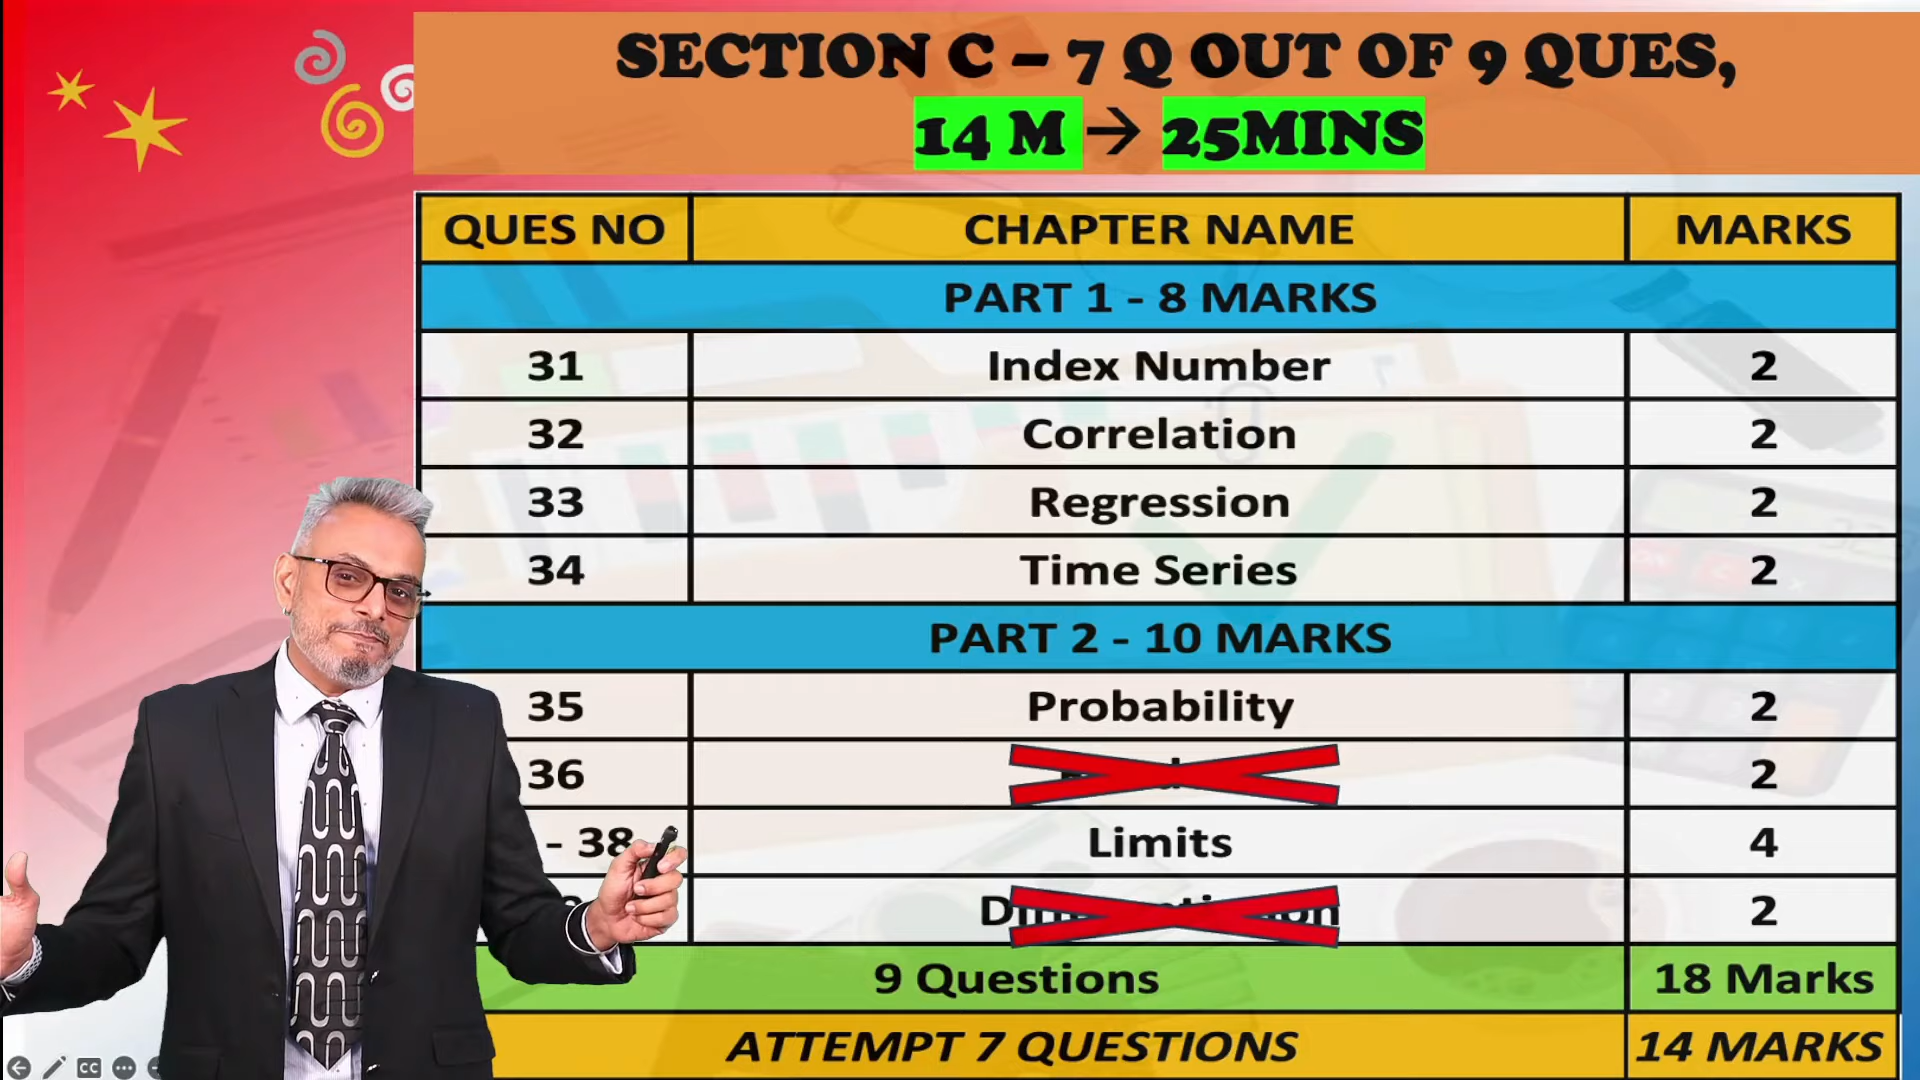 SECTION C – 7 Q OUT OF 9 QUES,
14 M → 25MINS
QUES NO CHAPTER NAME MARKS
PART 1 - 8 MARKS
31 Index Number 2
32 Correlation 2
33 Regression 2
34 Time Series 2
PART 2 - 10 MARKS
35 Probability 2
36 2
- 38 Limits 4
2
9 Questions 18 Marks
ATTEMPT 7 QUESTIONS 14 MARKS
CC